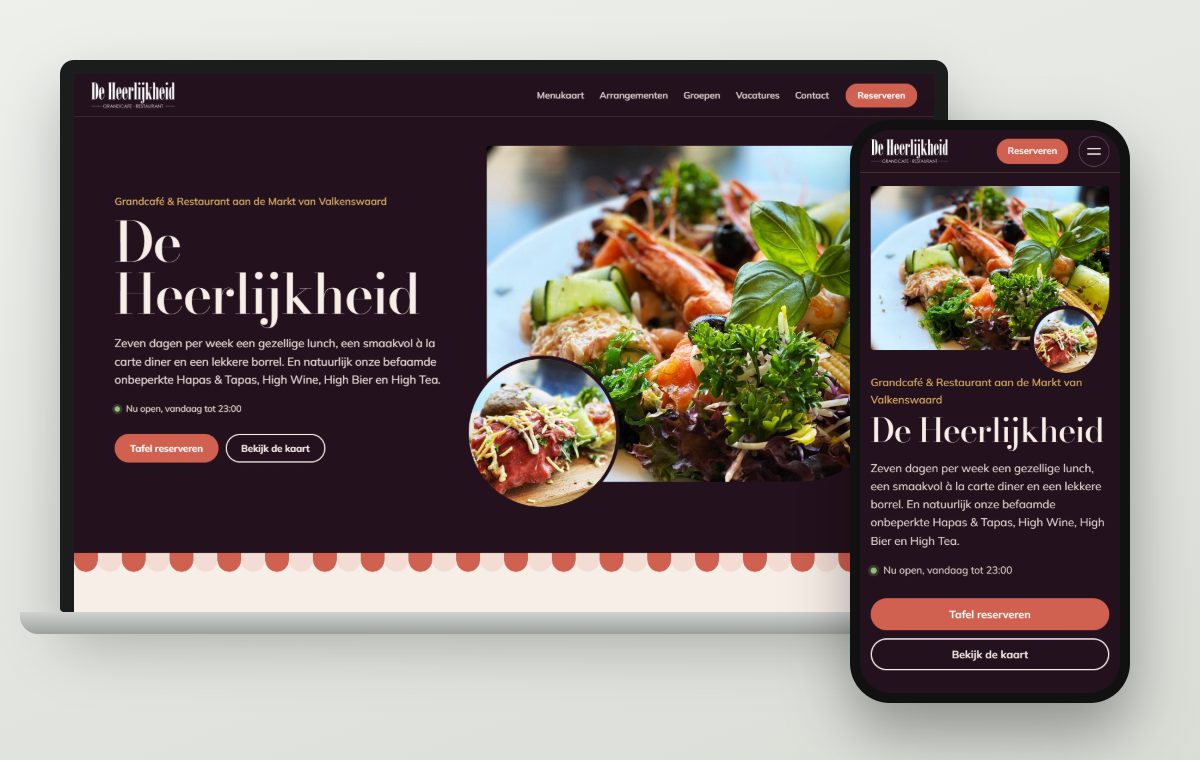 De Heerlijkheid
GRANDCAFÉ · RESTAURANT
Menukaart Arrangementen Groepen Vacatures Contact Reserveren
Grandcafé & Restaurant aan de Markt van Valkenswaard
De
Heerlijkheid
Zeven dagen per week een gezellige lunch, een smaakvol à la
carte diner en een lekkere borrel. En natuurlijk onze befaamde
onbeperkte Hapas & Tapas, High Wine, High Bier en High Tea.
Nu open, vandaag tot 23:00
Tafel reserveren Bekijk de kaart
De Heerlijkheid
GRANDCAFÉ · RESTAURANT
Reserveren
Grandcafé & Restaurant aan de Markt van
Valkenswaard
De Heerlijkheid
Zeven dagen per week een gezellige lunch,
een smaakvol à la carte diner en een lekkere
borrel. En natuurlijk onze befaamde
onbeperkte Hapas & Tapas, High Wine, High
Bier en High Tea.
Nu open, vandaag tot 23:00
Tafel reserveren
Bekijk de kaart